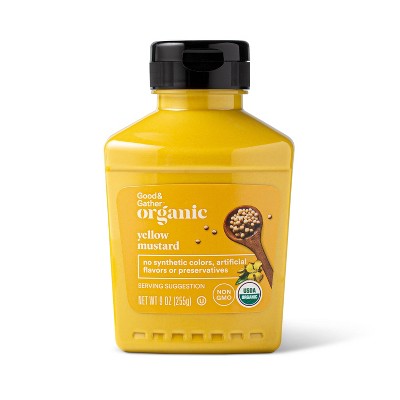 Good&
Gather
organic
yellow
mustard
no synthetic colors, artificial
flavors or preservatives
SERVING SUGGESTION
NET WT 9 OZ (255g) U
NON
GMO
USDA
ORGANIC